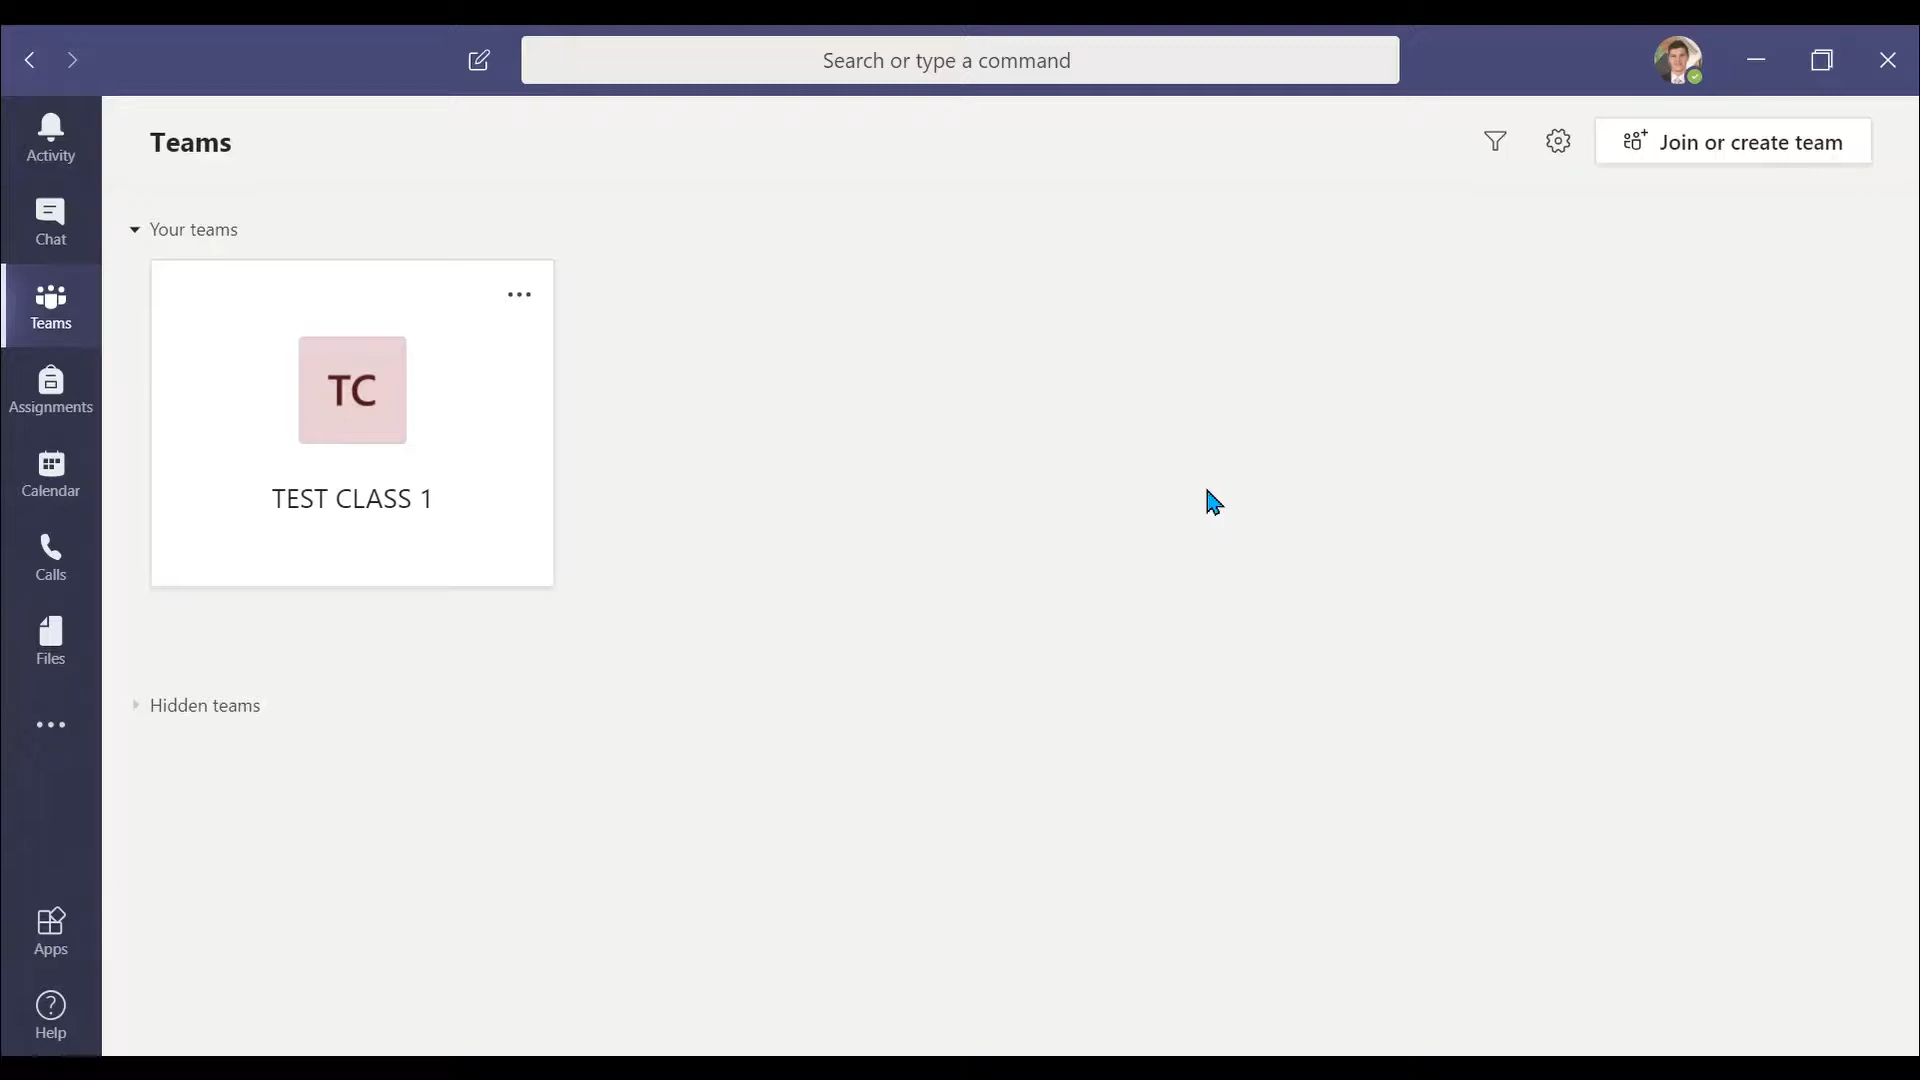 Search or type a command
Activity
Chat
Teams
Assignments
Calendar
Calls
Files
Apps
Help
Teams
Join or create team
Your teams
TC
TEST CLASS 1
Hidden teams